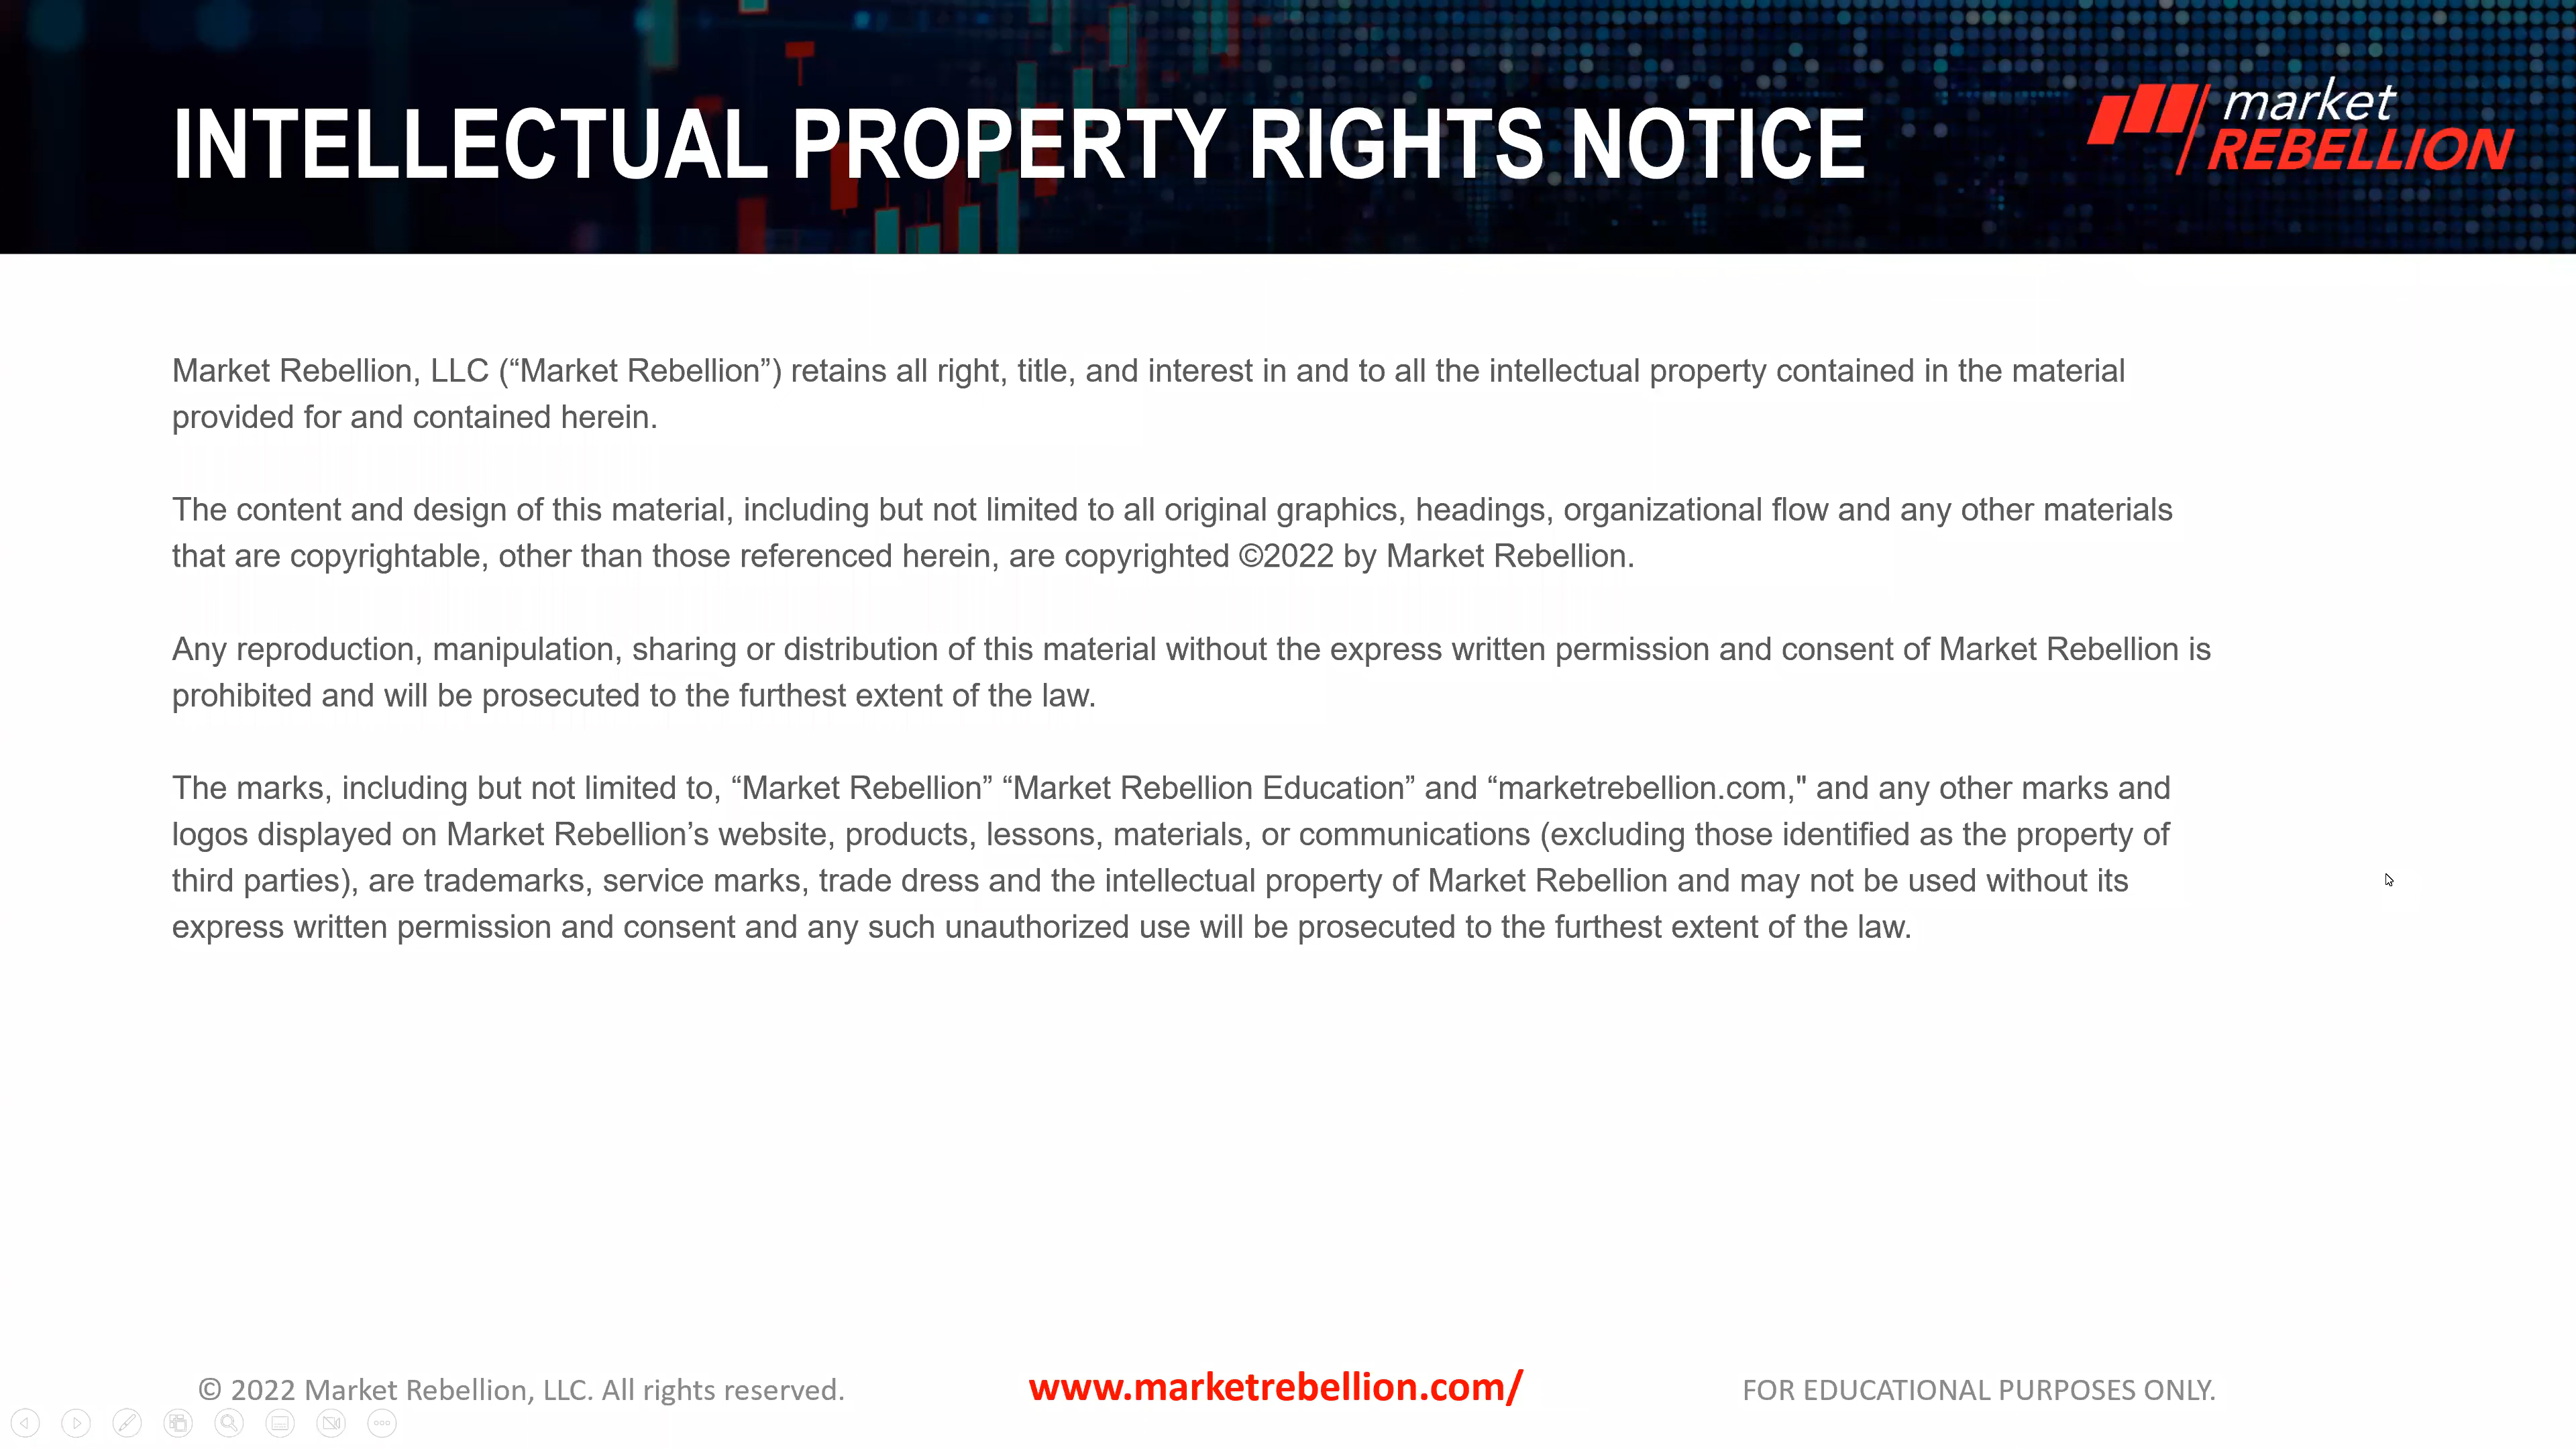 INTELLECTUAL PROPERTY RIGHTS NOTICE
market
REBELLION
Market Rebellion, LLC (“Market Rebellion”) retains all right, title, and interest in and to all the intellectual property contained in the material
provided for and contained herein.
The content and design of this material, including but not limited to all original graphics, headings, organizational flow and any other materials
that are copyrightable, other than those referenced herein, are copyrighted ©2022 by Market Rebellion.
Any reproduction, manipulation, sharing or distribution of this material without the express written permission and consent of Market Rebellion is
prohibited and will be prosecuted to the furthest extent of the law.
The marks, including but not limited to, “Market Rebellion” “Market Rebellion Education” and “marketrebellion.com," and any other marks and
logos displayed on Market Rebellion’s website, products, lessons, materials, or communications (excluding those identified as the property of
third parties), are trademarks, service marks, trade dress and the intellectual property of Market Rebellion and may not be used without its
express written permission and consent and any such unauthorized use will be prosecuted to the furthest extent of the law.
© 2022 Market Rebellion, LLC. All rights reserved.
www.marketrebellion.com/
FOR EDUCATIONAL PURPOSES ONLY.